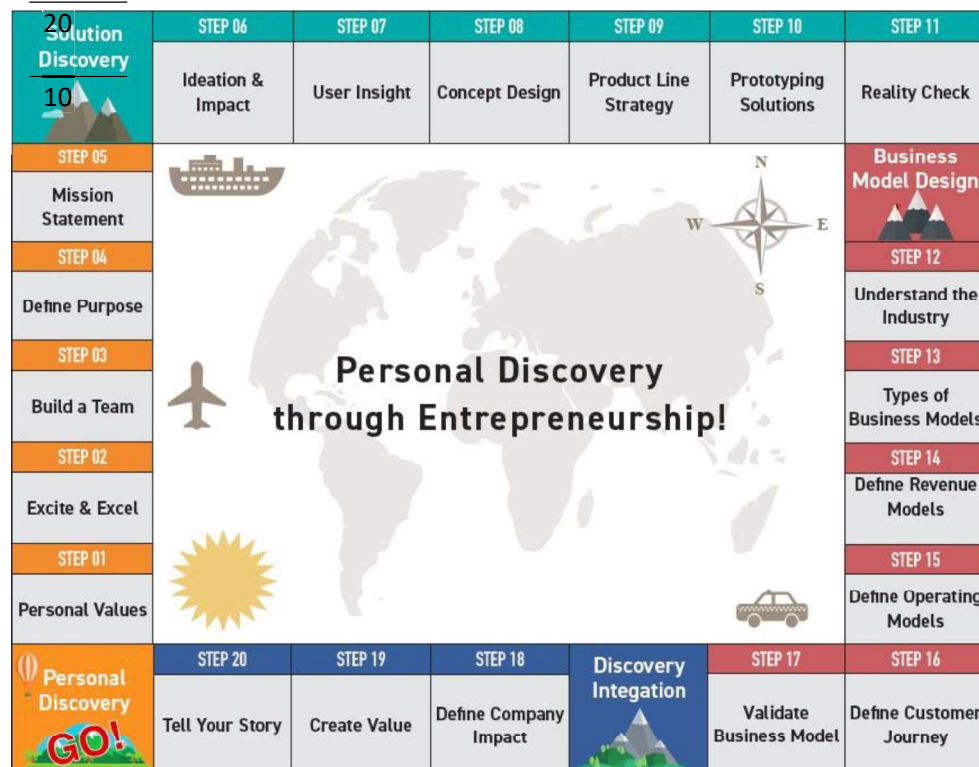 20
Solution
Discovery
10
STEP 06
Ideation &
Impact
STEP 07
User Insight
STEP 08
Concept Design
STEP 09
Product Line
Strategy
STEP 10
Prototyping
Solutions
STEP 11
Reality Check
STEP 05
Mission
Statement
STEP 04
Define Purpose
STEP 03
Build a Team
STEP 02
Excite & Excel
STEP 01
Personal Values
N
W
E
S
Personal Discovery
through Entrepreneurship!
Business
Model Design
STEP 12
Understand the
Industry
STEP 13
Types of
Business Models
STEP 14
Define Revenue
Models
STEP 15
Define Operating
Models
Personal
Discovery
GO!
STEP 20
Tell Your Story
STEP 19
Create Value
STEP 18
Define Company
Impact
Discovery
Integation
STEP 17
Validate
Business Model
STEP 16
Define Customer
Journey